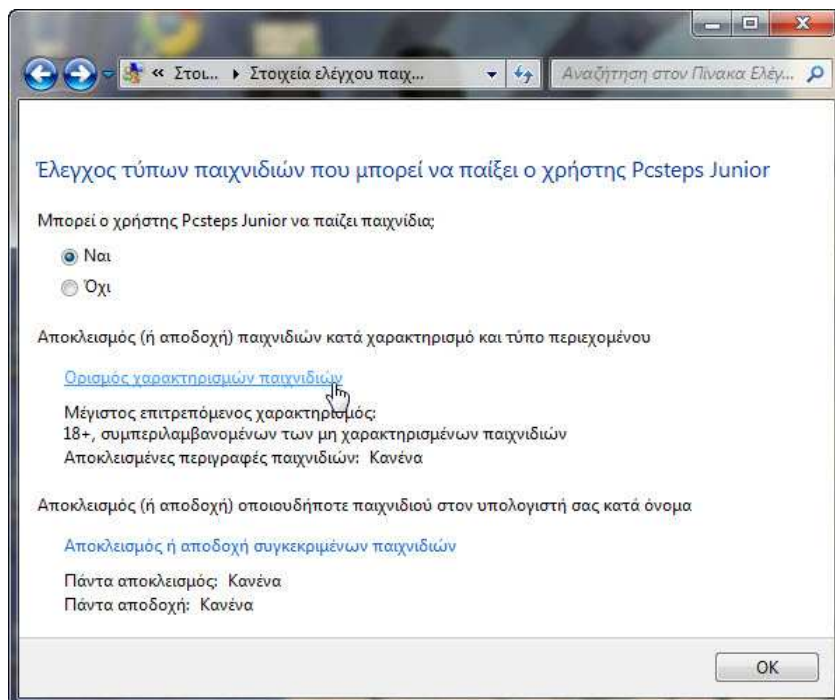 « Στοι... Στοιχεία ελέγχου παιχ... Αναζήτηση στον Πίνακα Ελέγ...
Έλεγχος τύπων παιχνιδιών που μπορεί να παίξει ο χρήστης Pcsteps Junior
Μπορεί ο χρήστης Pcsteps Junior να παίζει παιχνίδια;
Ναι
Όχι
Αποκλεισμός (ή αποδοχή) παιχνιδιών κατά χαρακτηρισμό και τύπο περιεχομένου
Ορισμός χαρακτηρισμών παιχνιδιών
Μέγιστος επιτρεπόμενος χαρακτηρισμός:
18+, συμπεριλαμβανομένων των μη χαρακτηρισμένων παιχνιδιών
Αποκλεισμένες περιγραφές παιχνιδιών: Κανένα
Αποκλεισμός (ή αποδοχή) οποιουδήποτε παιχνιδιού στον υπολογιστή σας κατά όνομα
Αποκλεισμός ή αποδοχή συγκεκριμένων παιχνιδιών
Πάντα αποκλεισμός: Κανένα
Πάντα αποδοχή: Κανένα
OK